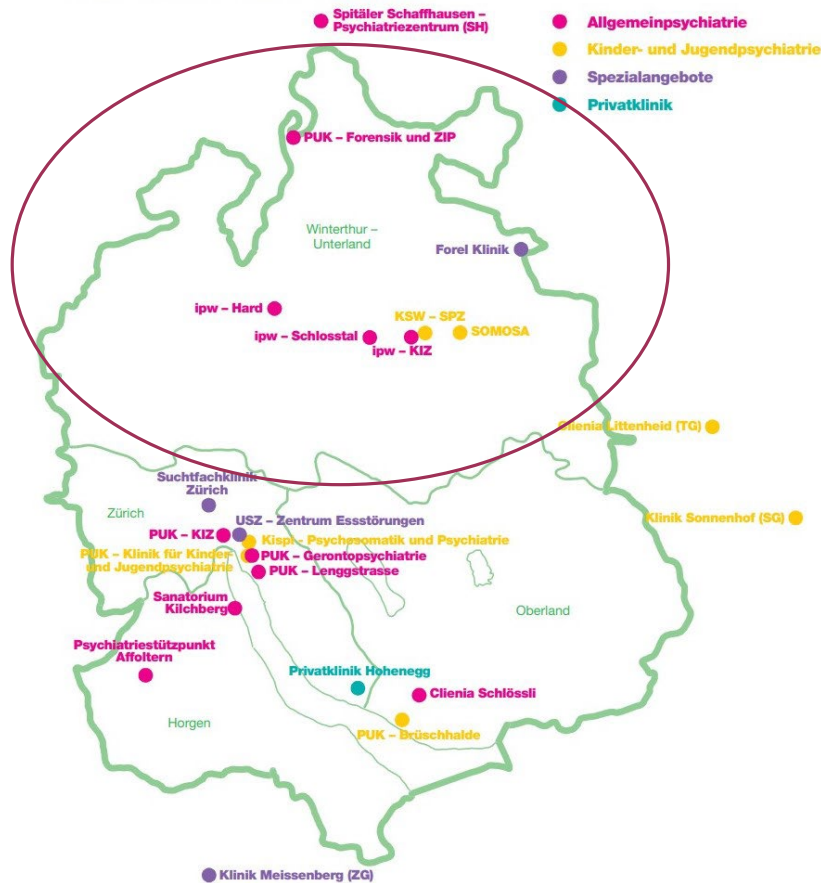 Spitäler Schaffhausen –
Psychiatriezentrum (SH)
Allgemeinpsychiatrie
Kinder- und Jugendpsychiatrie
Spezialangebote
Privatklinik
PUK – Forensik und ZIP
Winterthur –
Unterland
Forel Klinik
ipw – Hard
KSW – SPZ
ipw – Schlosstal
SOMOSA
ipw – KIZ
Clienia Littenheid (TG)
Suchtfachklinik
Zürich
Zürich
Klinik Sonnenhof (SG)
USZ – Zentrum Essstörungen
PUK – KIZ
Kispi - Psychosomatik und Psychiatrie
PUK – Klinik für Kinder-
und Jugendpsychiatrie
PUK – Gerontopsychiatrie
PUK – Lenggstrasse
Sanatorium
Kilchberg
Oberland
Psychiatriestützpunkt
Affoltern
Privatklinik Hohenegg
Clienia Schlössli
Horgen
PUK – Brüschhalde
Klinik Meissenberg (ZG)